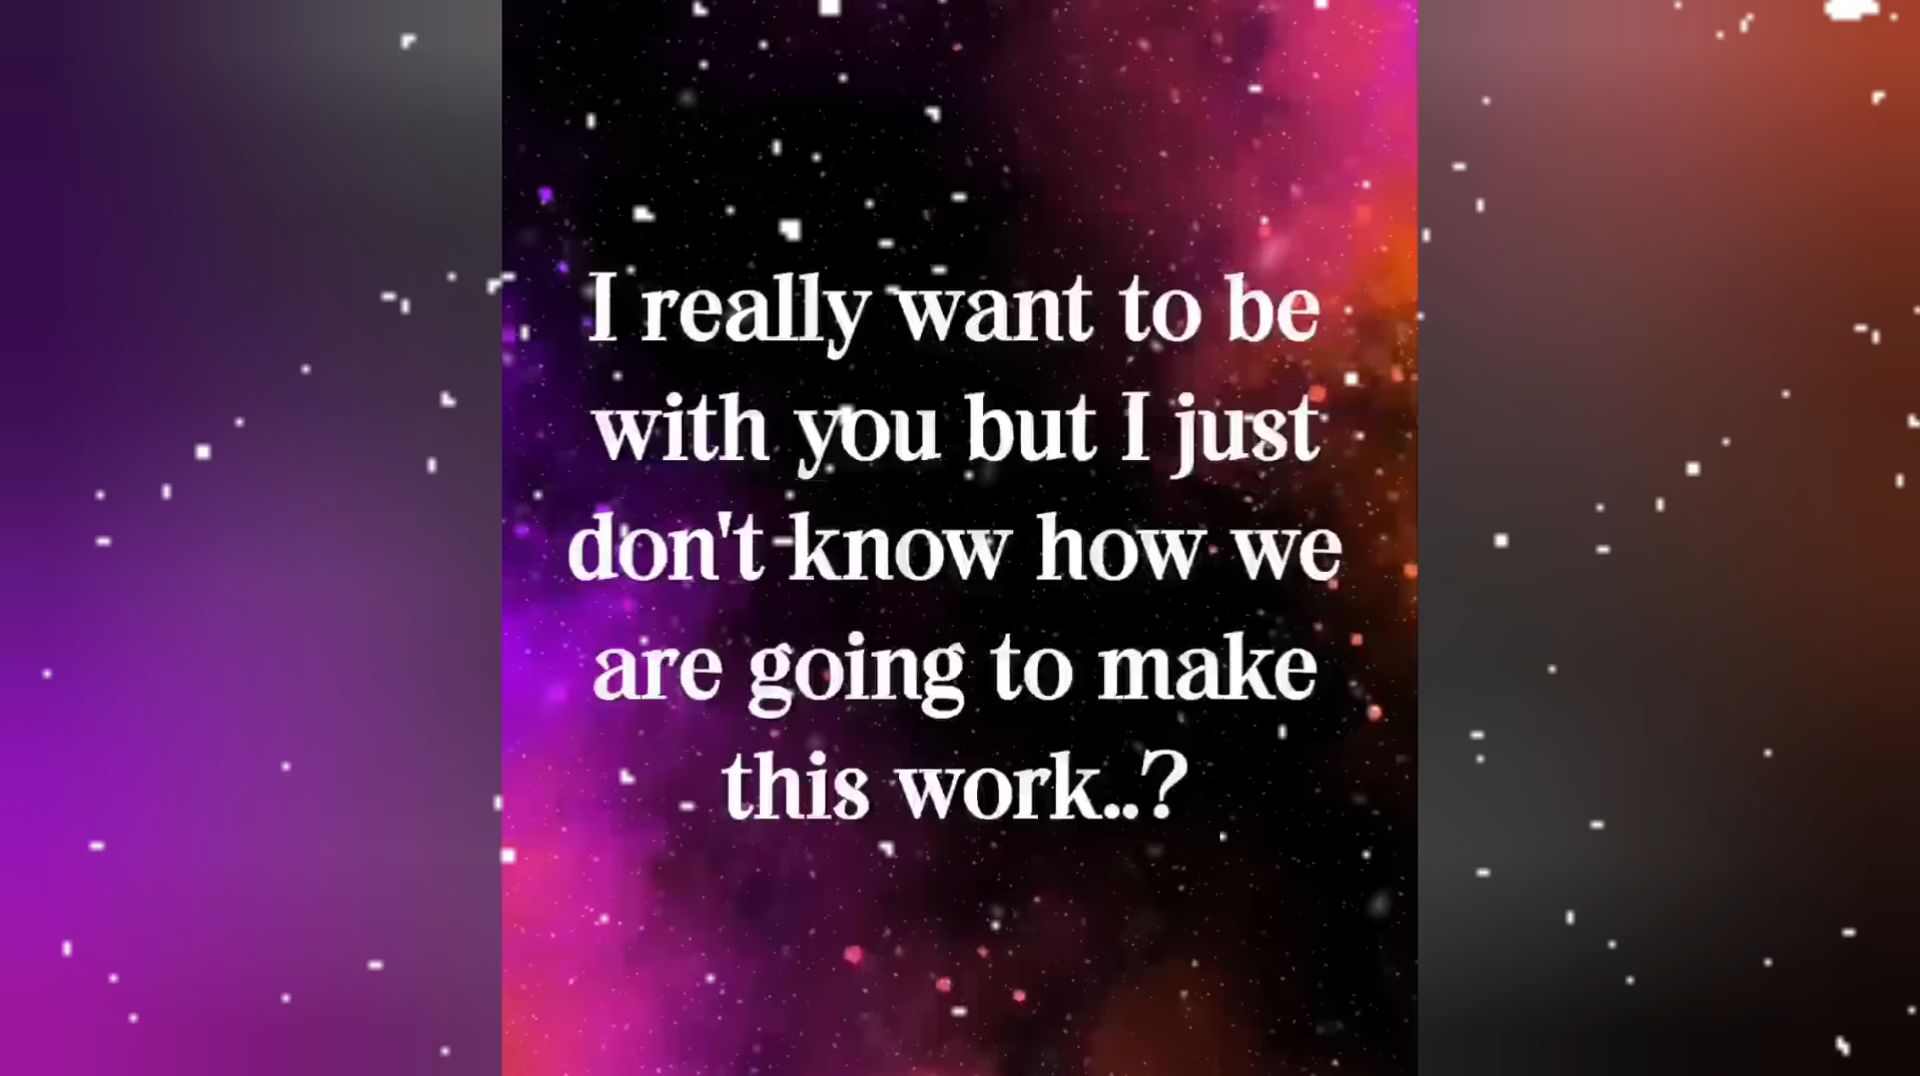 I really want to be
with you but I just
don't know how we
are going to make
this work..?